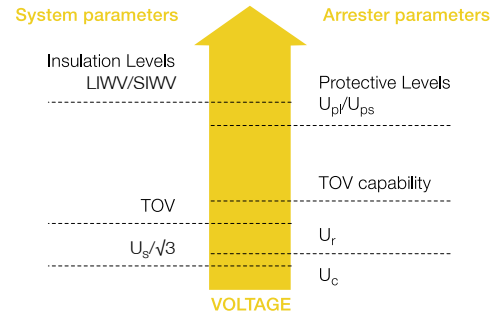 System parameters
Arrester parameters
Insulation Levels
LIWV/SIWV
Protective Levels
Upl/Ups
TOV capability
TOV
Ur
Us/√3
Uc
VOLTAGE